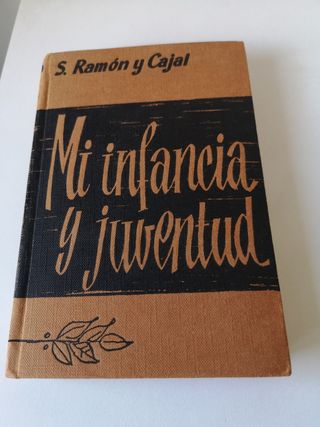 S. Ramón y Cajal
Mi infancia
y juventud